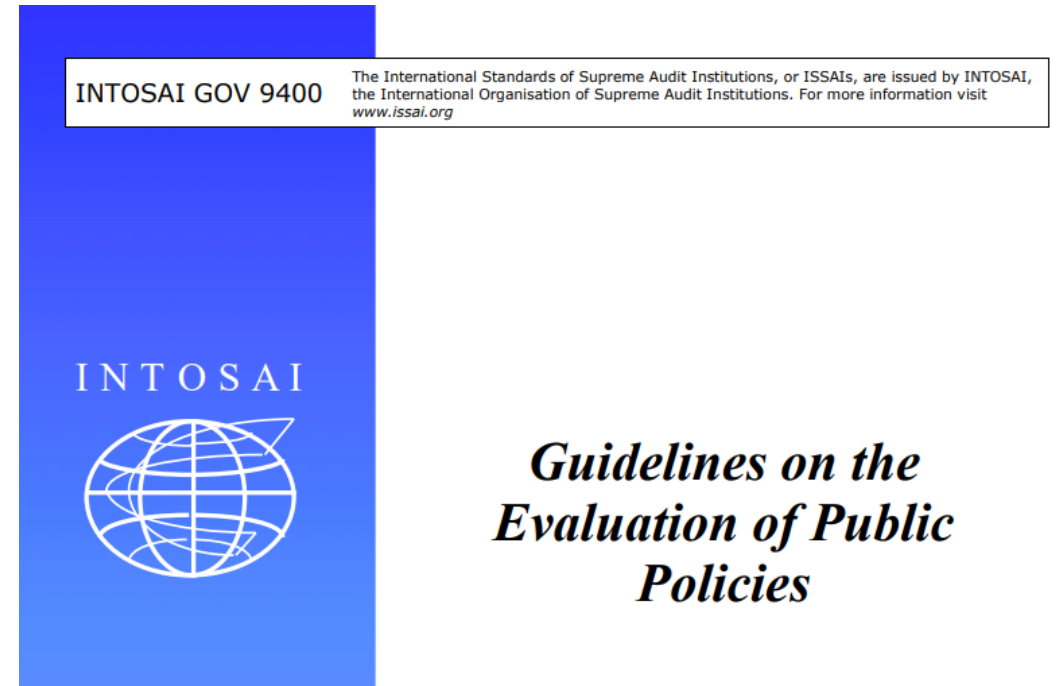 INTOSAI GOV 9400
The International Standards of Supreme Audit Institutions, or ISSAIs, are issued by INTOSAI,
the International Organisation of Supreme Audit Institutions. For more information visit
www.issai.org
INTOSAI
Guidelines on the
Evaluation of Public
Policies